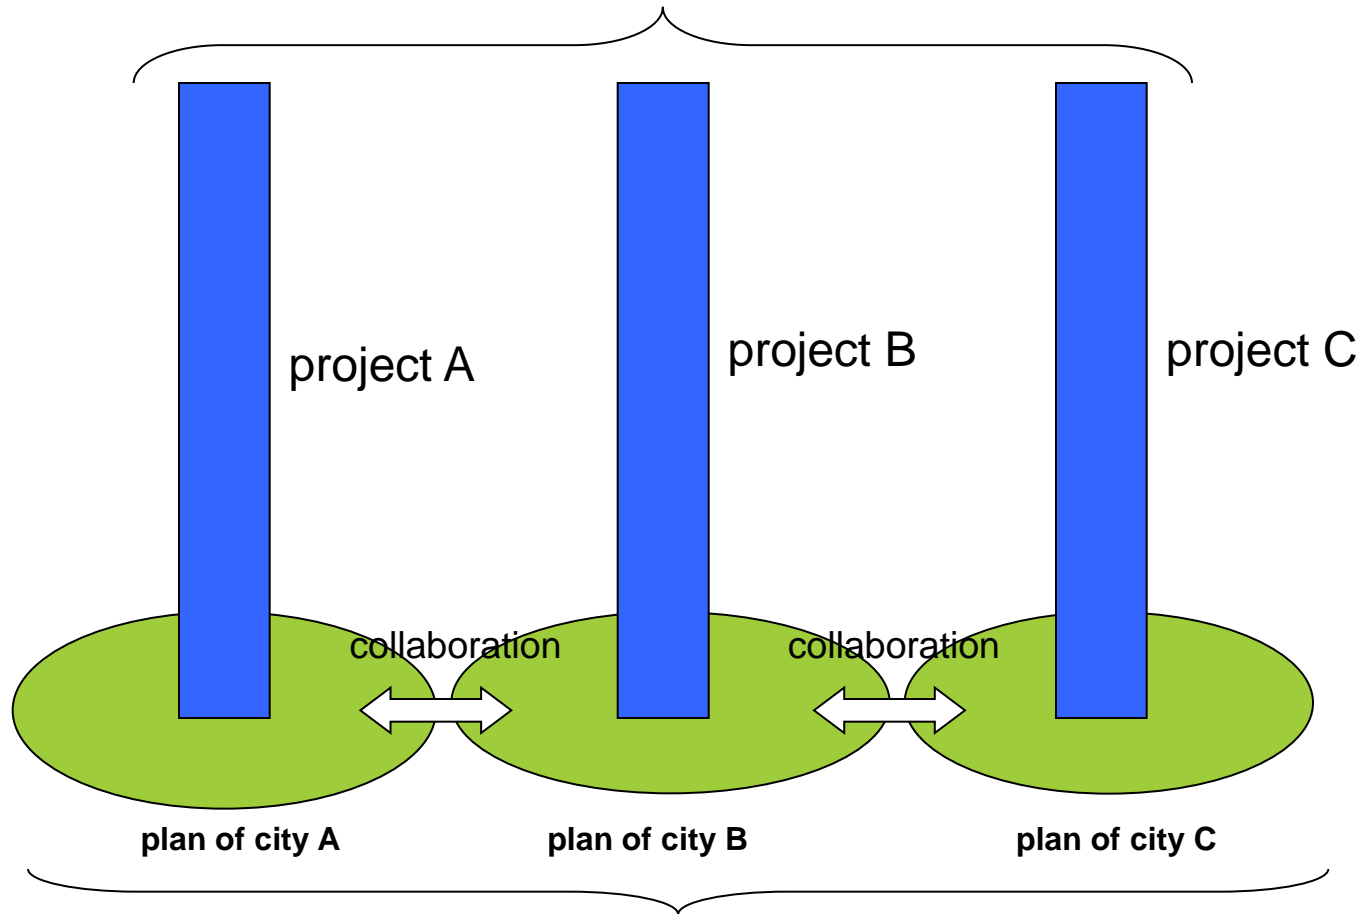 project A
project B
project C
collaboration
collaboration
plan of city A
plan of city B
plan of city C